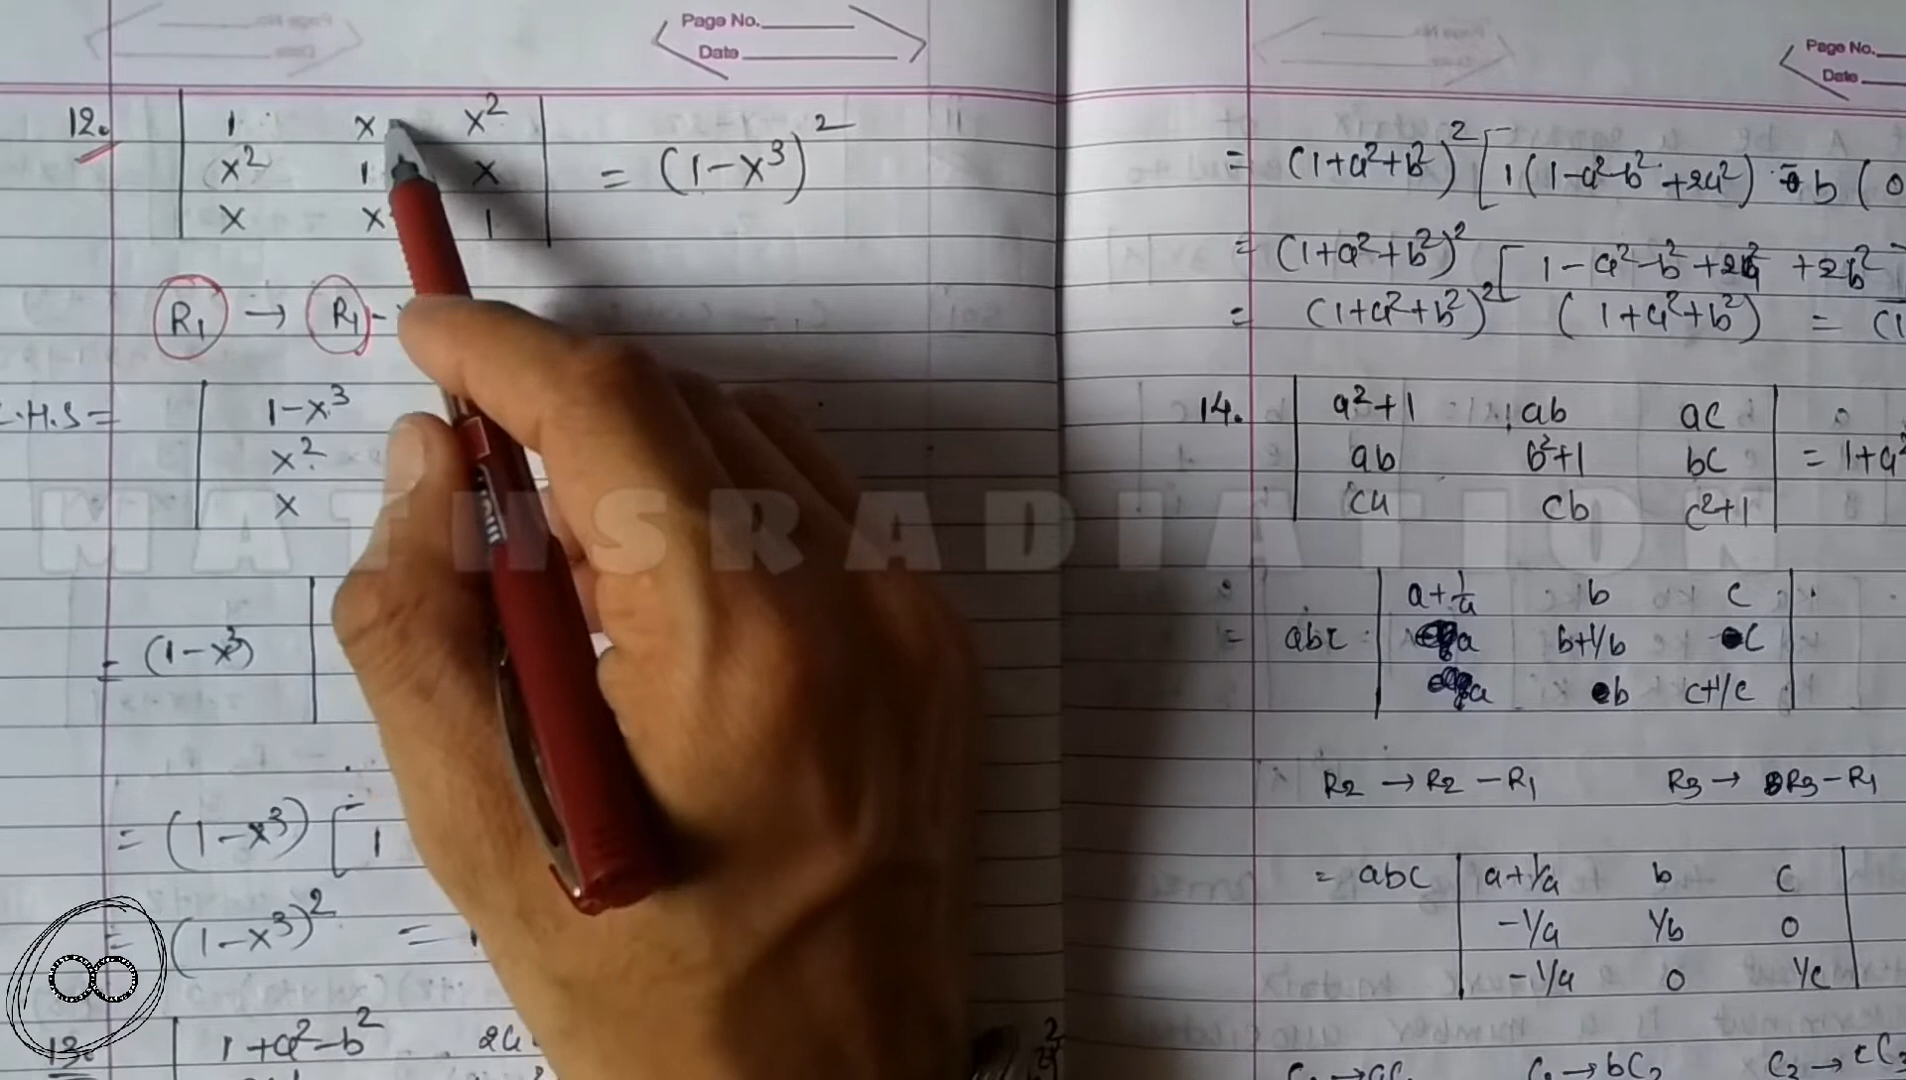 Page No.
Date
12.
1 x x²
x² 1 x
x x 1
= (1-x³)²
R₁ → R₁ -
L.H.S =
1-x³
x²
x
= (1-x³)
= (1-x³) [ 1
= (1-x³)² =
13.
1+a²-b² 2a
Page No.
Date
= (1+a²+b²)² [ 1(1-a²-b²+2a²) - b ( 0
= (1+a²+b²)² [ 1-a²-b²+2a² +2b²
= (1+a²+b²)² (1+a²+b²) = (1
14.
a²+1 ab ac
ab b²+1 bc
ca cb c²+1
= 1+a²
MATHSRADIATION
= abc
a+1/a b c
a b+1/b c
a b c+1/c
R₂ → R₂ - R₁ R₃ → R₃ - R₁
= abc
a+1/a b c
-1/a 1/b 0
-1/a 0 1/c
→ bC₂